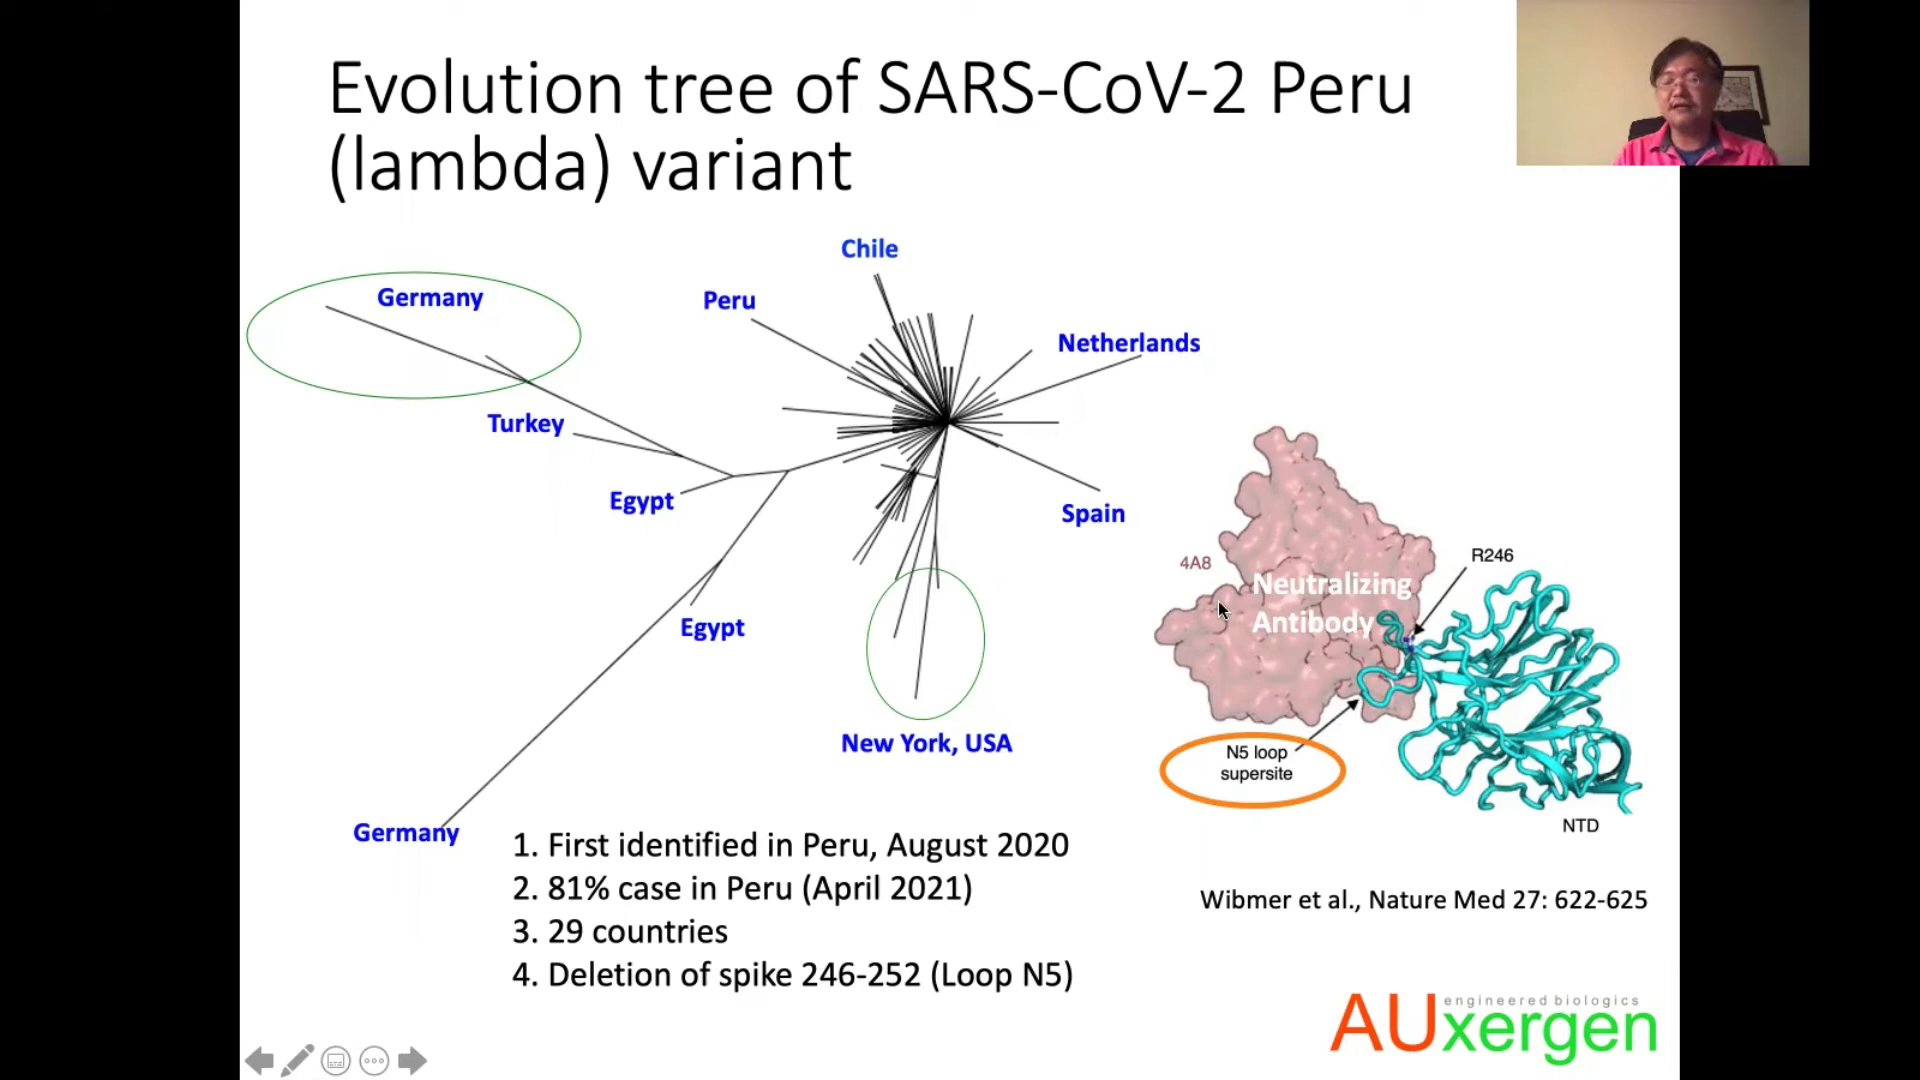 Evolution tree of SARS-CoV-2 Peru
(lambda) variant
Chile
Germany
Peru
Netherlands
Turkey
Egypt
Spain
R246
4A8
Neutralizing
Antibody
Egypt
New York, USA
N5 loop
supersite
NTD
Germany
1. First identified in Peru, August 2020
2. 81% case in Peru (April 2021)
3. 29 countries
4. Deletion of spike 246-252 (Loop N5)
Wibmer et al., Nature Med 27: 622-625
engineered biologics
AUxergen